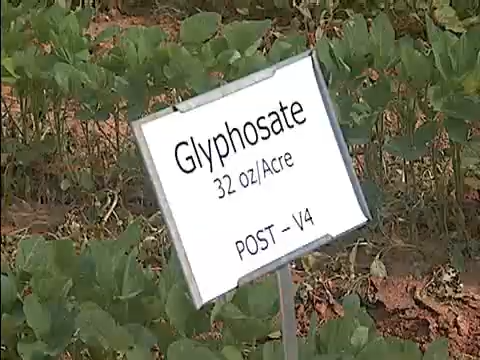 Glyphosate
32 oz/Acre
POST – V4